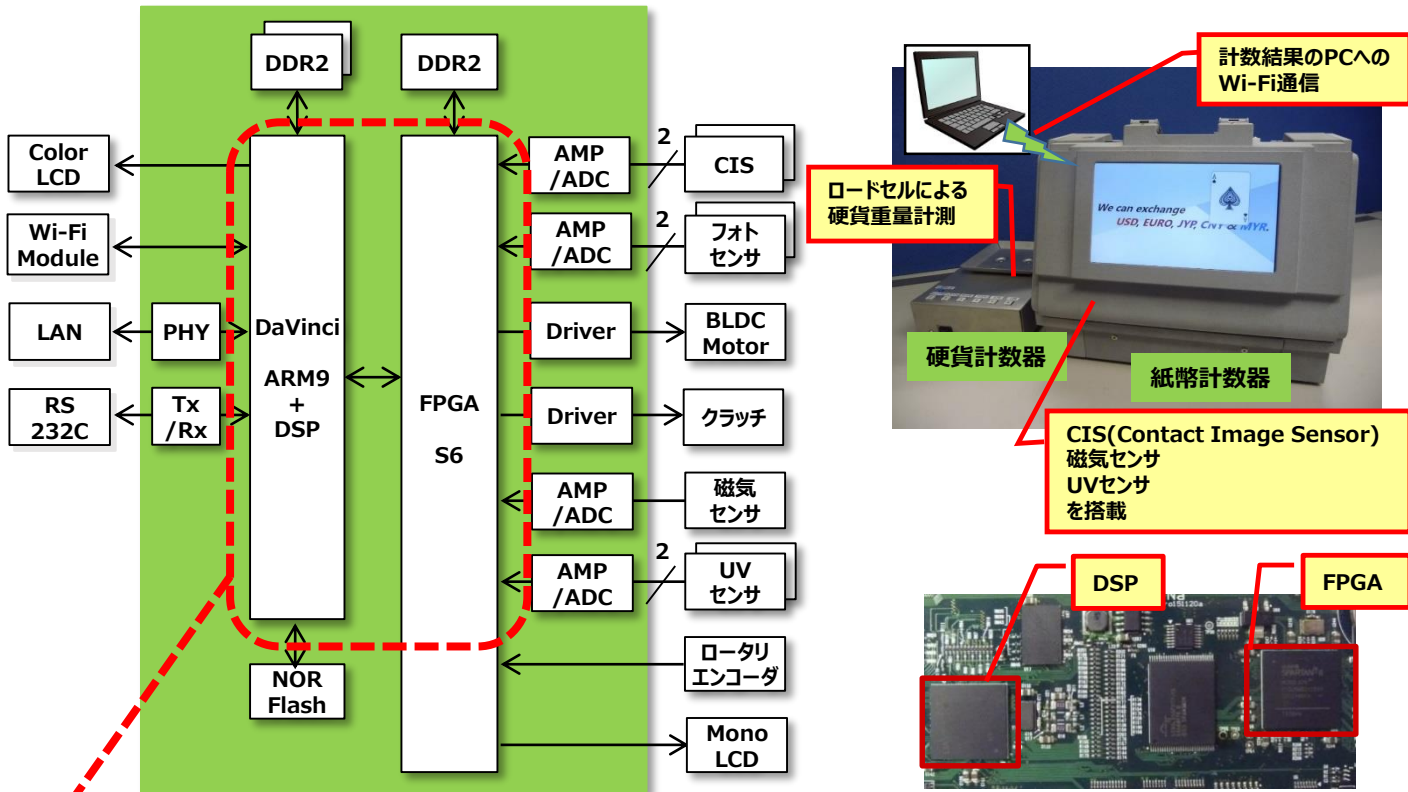 DDR2
DDR2
Color
LCD
Wi-Fi
Module
LAN
PHY
RS
232C
Tx
/Rx
DaVinci
ARM9
+
DSP
FPGA
S6
NOR
Flash
AMP
/ADC
2
CIS
AMP
/ADC
2
フォト
センサ
Driver
BLDC
Motor
Driver
クラッチ
AMP
/ADC
磁気
センサ
AMP
/ADC
2
UV
センサ
ロータリ
エンコーダ
Mono
LCD
計数結果のPCへの
Wi-Fi通信
ロードセルによる
硬貨重量計測
We can exchange
USD, EURO, JYP, CNY & MYR.
硬貨計数器
紙幣計数器
CIS(Contact Image Sensor)
磁気センサ
UVセンサ
を搭載
DSP
FPGA